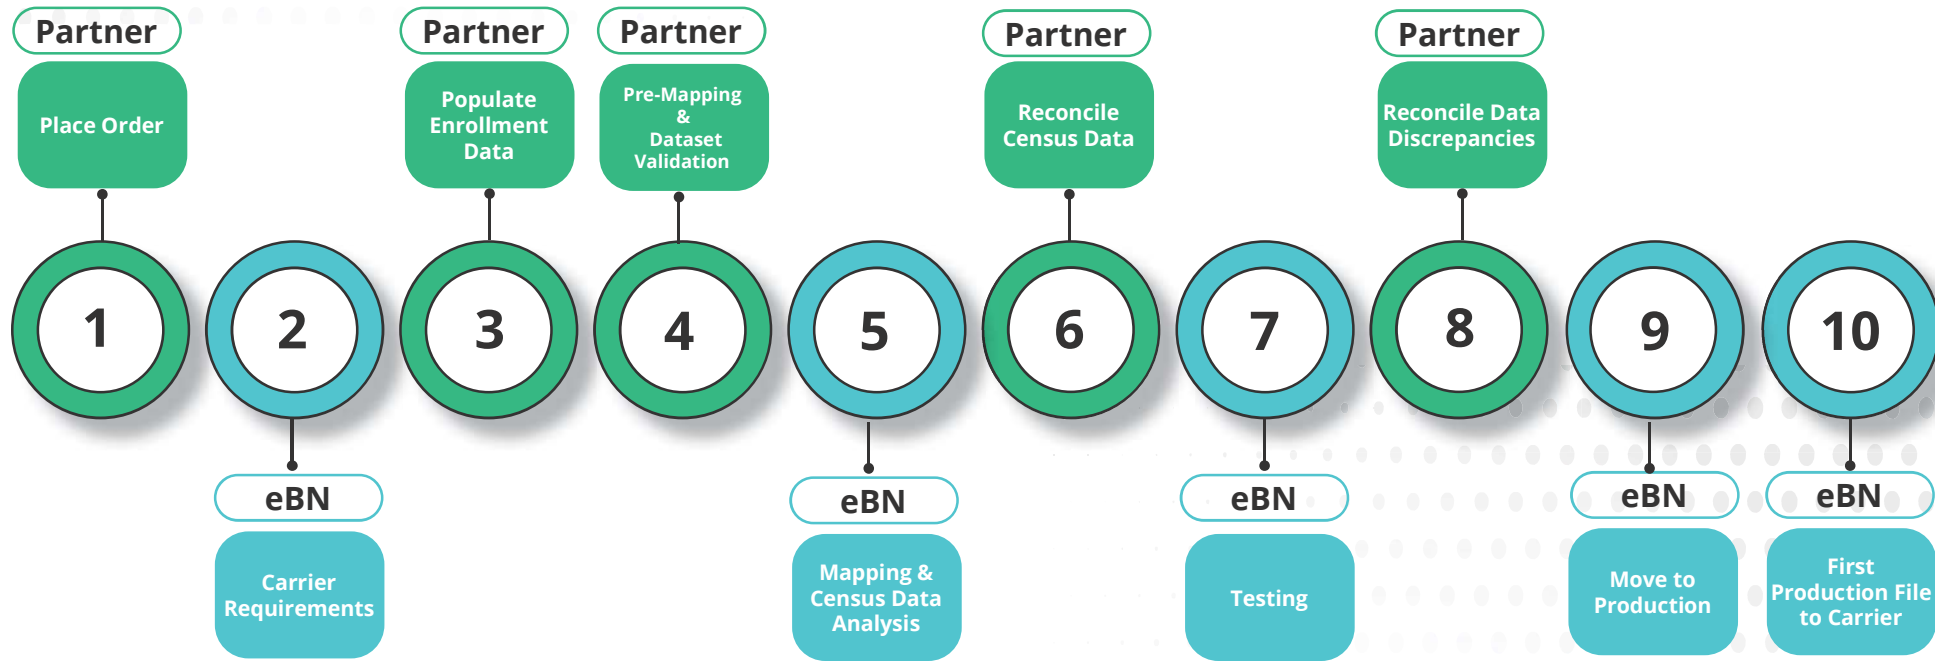 Partner
Partner
Partner
Partner
Partner
Place Order
Populate
Enrollment
Data
Pre-Mapping
&
Dataset
Validation
Reconcile
Census Data
Reconcile Data
Discrepancies
1
2
3
4
5
6
7
8
9
10
eBN
eBN
eBN
eBN
eBN
Carrier
Requirements
Mapping &
Census Data
Analysis
Testing
Move to
Production
First
Production File
to Carrier